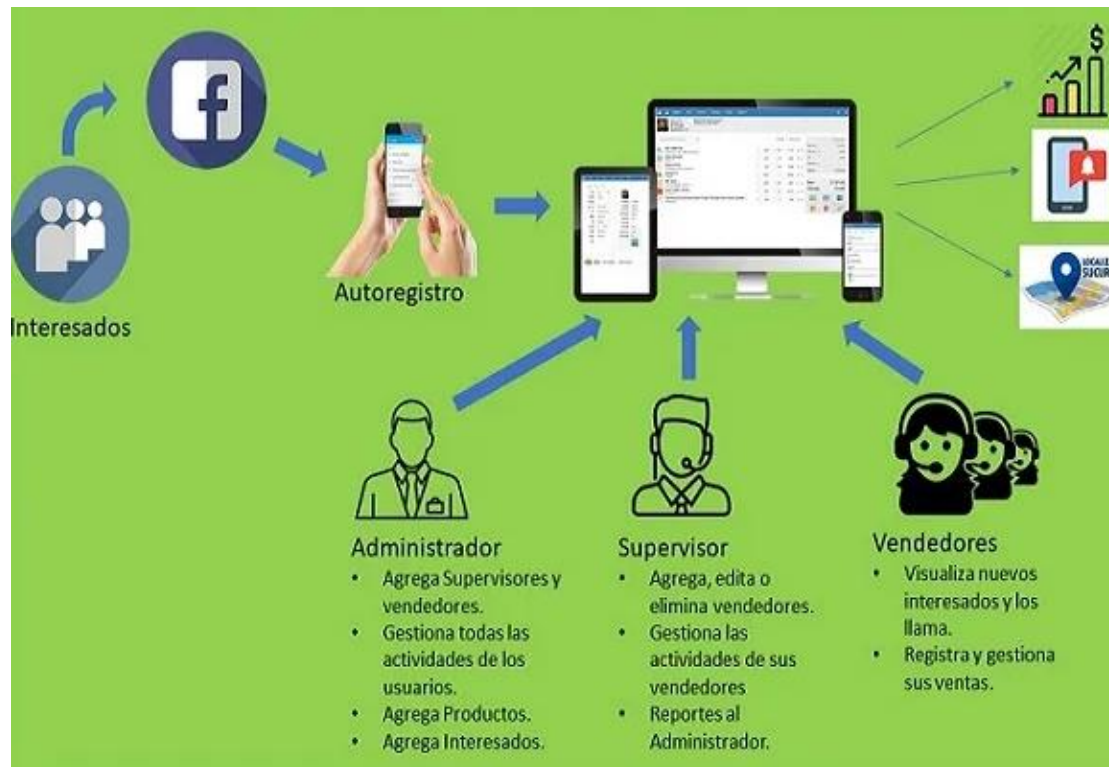 f
$
Autoregistro
Interesados
Administrador
• Agrega Supervisores y
vendedores.
• Gestiona todas las
actividades de los
usuarios.
• Agrega Productos.
• Agrega Interesados.
Supervisor
• Agrega, edita o
elimina vendedores.
• Gestiona las
actividades de sus
vendedores
• Reportes al
Administrador.
Vendedores
• Visualiza nuevos
interesados y los
llama.
• Registra y gestiona
sus ventas.